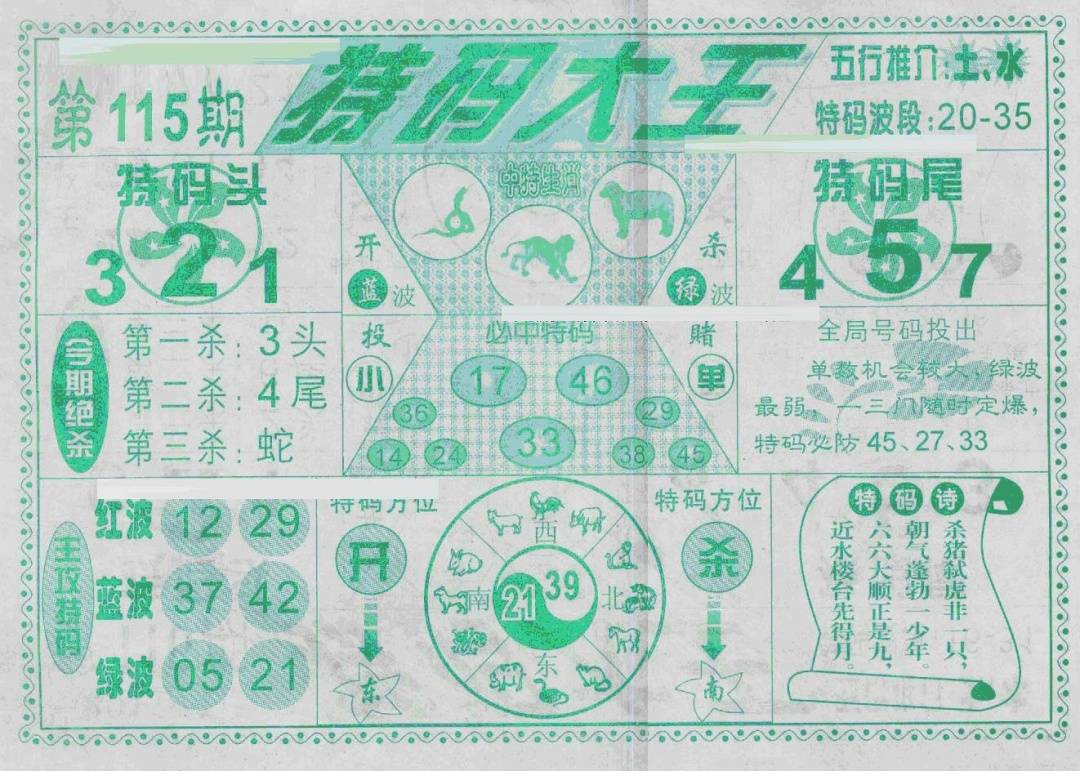 第115期
特码大王
五行推介:土、水
特码波段:20-35
特码头
3 2 1
中特生肖
开
蓝波
杀
绿波
特码尾
4 5 7
今期绝杀
第一杀：3头
第二杀：4尾
第三杀：蛇
投
小
必中特码
17 46
36 29
33
14 24 38 45
赌
单
全局号码投出
单数机会较大,绿波
最弱，一三门随时定爆，
特码必防45、27、33
主攻特码
红波 12 29
蓝波 37 42
绿波 05 21
特码方位
开
东
西
南
北
东
21 39
特码方位
杀
南
特码诗
杀猪弑虎非一只，
朝气蓬勃一少年。
六六大顺正是九，
近水楼台先得月。